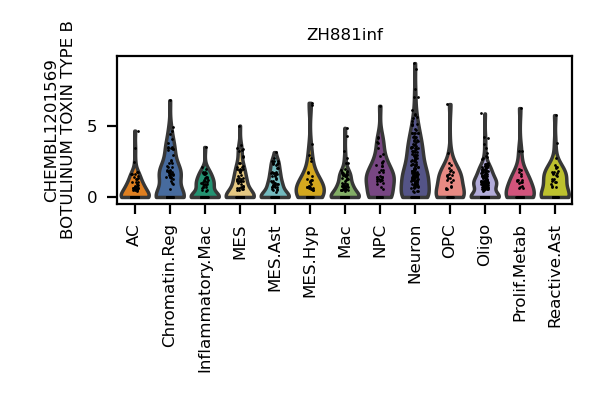 ZH881inf
CHEMBL1201569
BOTULINUM TOXIN TYPE B
5
0
AC
Chromatin.Reg
Inflammatory.Mac
MES
MES.Ast
MES.Hyp
Mac
NPC
Neuron
OPC
Oligo
Prolif.Metab
Reactive.Ast